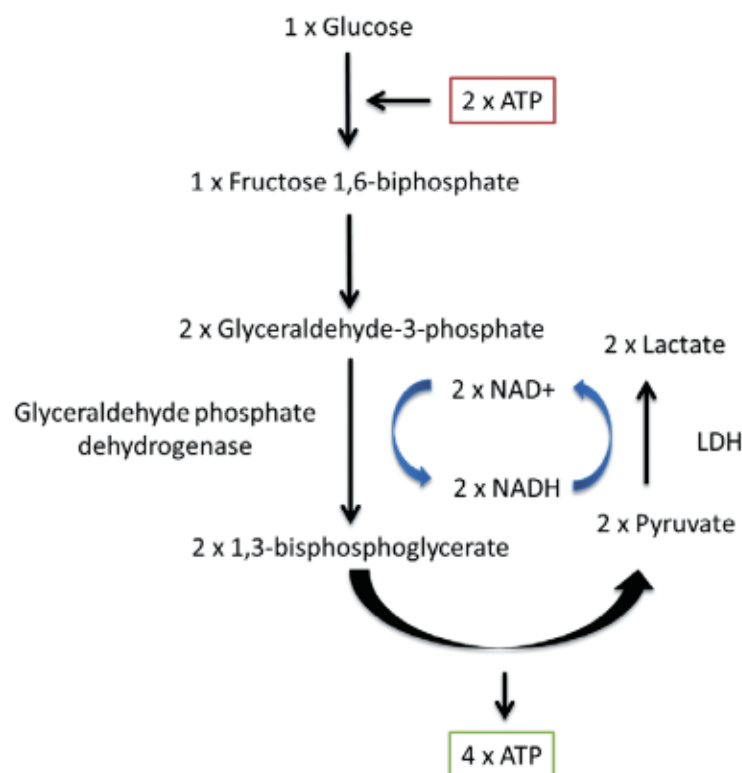 1 x Glucose
2 x ATP
1 x Fructose 1,6-biphosphate
2 x Glyceraldehyde-3-phosphate
2 x Lactate
Glyceraldehyde phosphate
dehydrogenase
2 x NAD+
LDH
2 x NADH
2 x Pyruvate
2 x 1,3-bisphosphoglycerate
4 x ATP